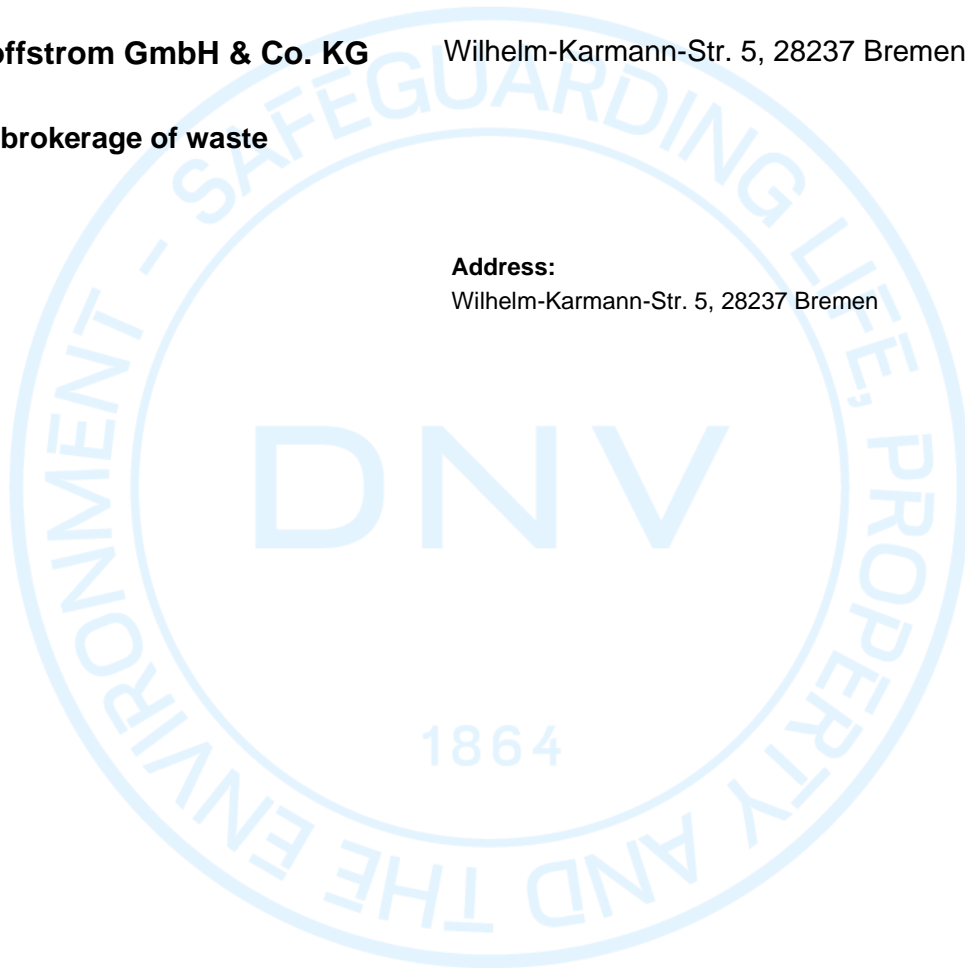 offstrom GmbH & Co. KG Wilhelm-Karmann-Str. 5, 28237 Bremen
brokerage of waste
Address:
Wilhelm-Karmann-Str. 5, 28237 Bremen
SAFEGUARDING LIFE, PROPERTY AND THE ENVIRONMENT -
DNV
1864